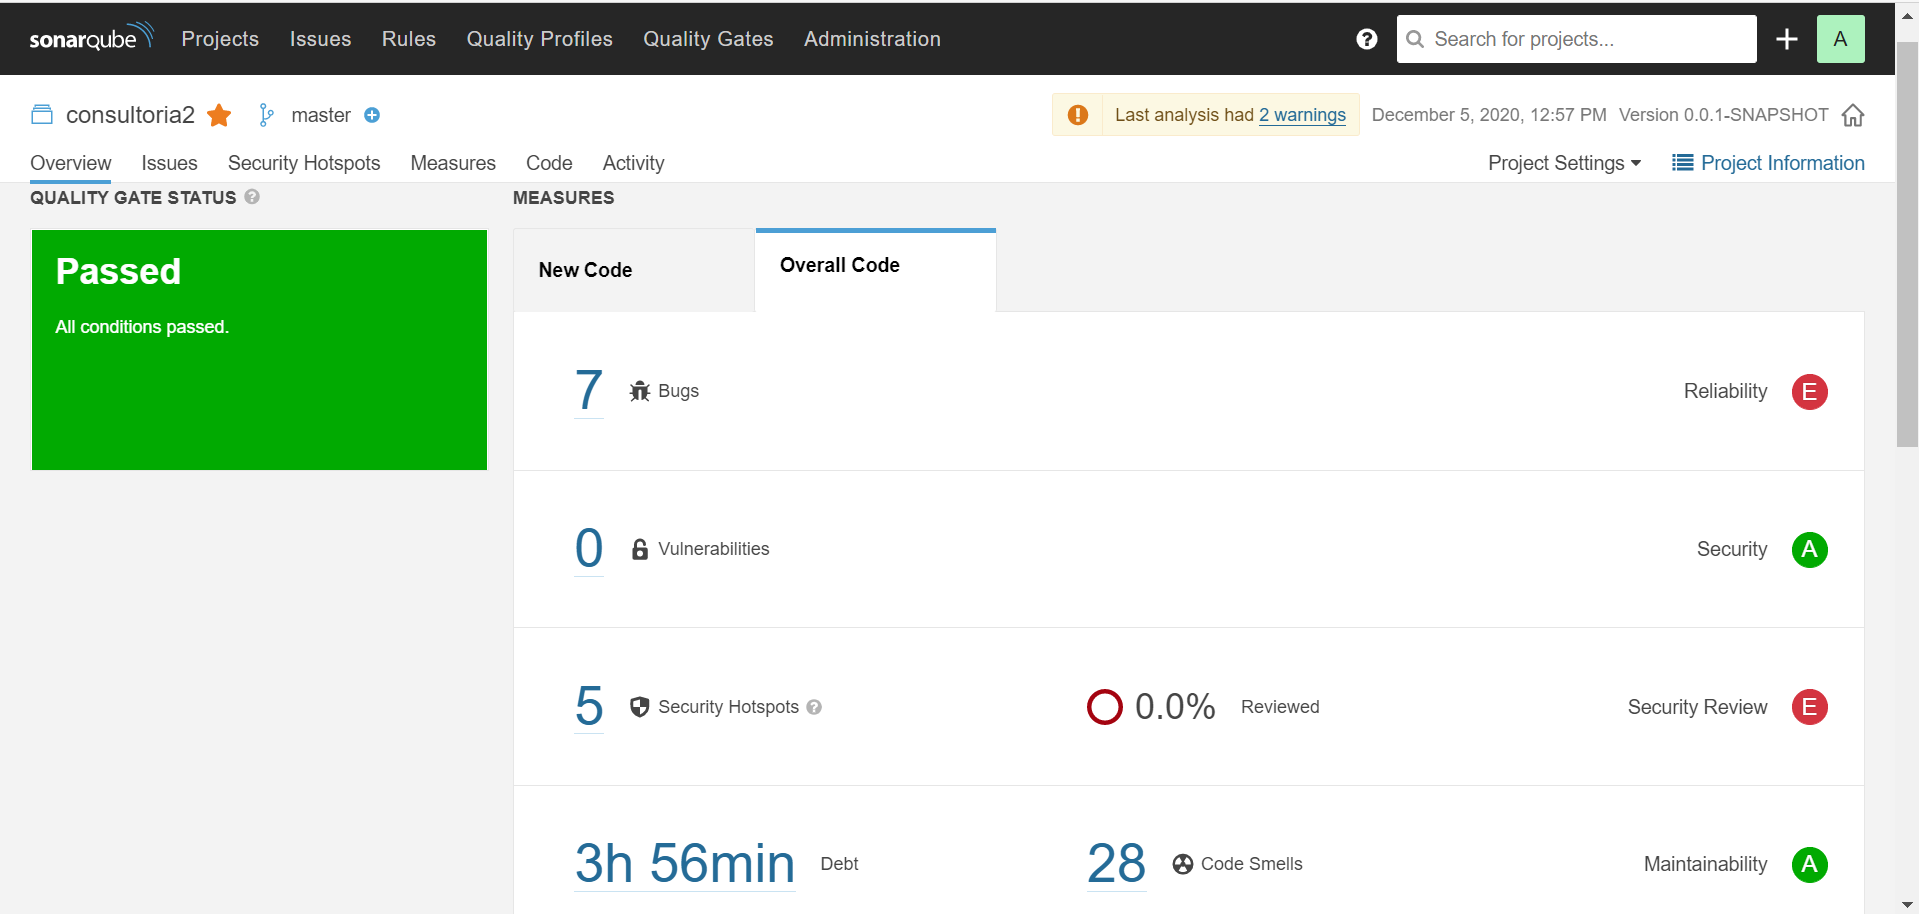 sonarqube Projects Issues Rules Quality Profiles Quality Gates Administration ? Search for projects... + A
consultoria2 master Last analysis had 2 warnings December 5, 2020, 12:57 PM Version 0.0.1-SNAPSHOT
Overview Issues Security Hotspots Measures Code Activity Project Settings Project Information
QUALITY GATE STATUS ? MEASURES
Passed
All conditions passed.
New Code Overall Code
7 Bugs Reliability E
0 Vulnerabilities Security A
5 Security Hotspots ? 0.0% Reviewed Security Review E
3h 56min Debt 28 Code Smells Maintainability A